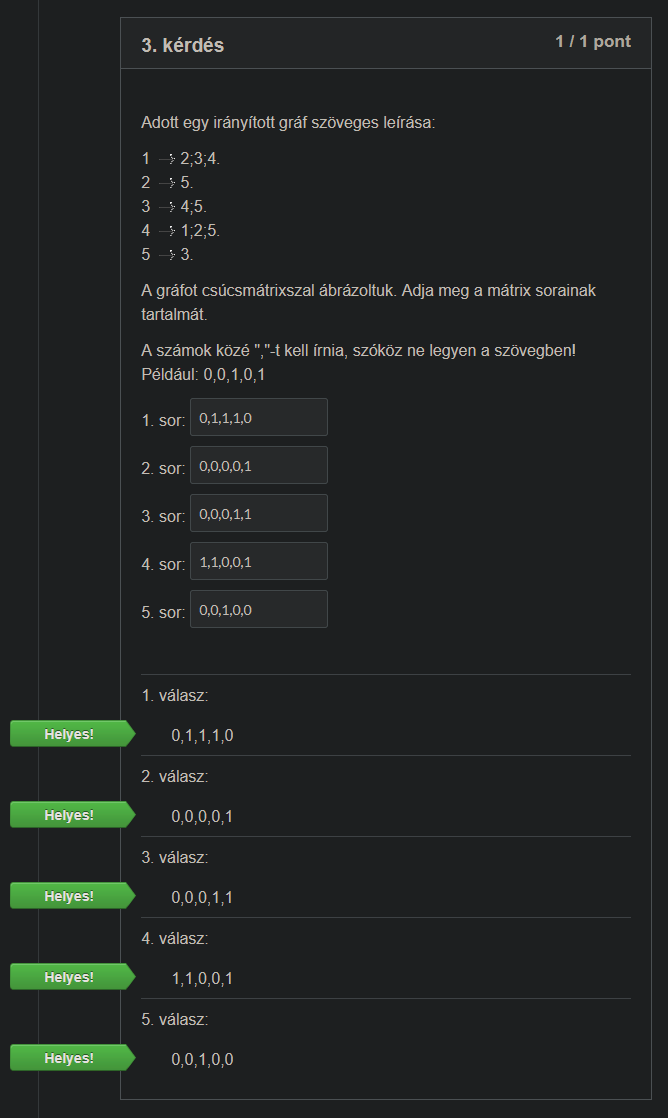 3. kérdés
1 / 1 pont
Adott egy irányított gráf szöveges leírása:
1 → 2;3;4.
2 → 5.
3 → 4;5.
4 → 1;2;5.
5 → 3.
A gráfot csúcsmátrixszal ábrázoltuk. Adja meg a mátrix sorainak
tartalmát.
A számok közé ","-t kell írnia, szóköz ne legyen a szövegben!
Például: 0,0,1,0,1
1. sor: 0,1,1,1,0
2. sor: 0,0,0,0,1
3. sor: 0,0,0,1,1
4. sor: 1,1,0,0,1
5. sor: 0,0,1,0,0
1. válasz:
Helyes! 0,1,1,1,0
2. válasz:
Helyes! 0,0,0,0,1
3. válasz:
Helyes! 0,0,0,1,1
4. válasz:
Helyes! 1,1,0,0,1
5. válasz:
Helyes! 0,0,1,0,0